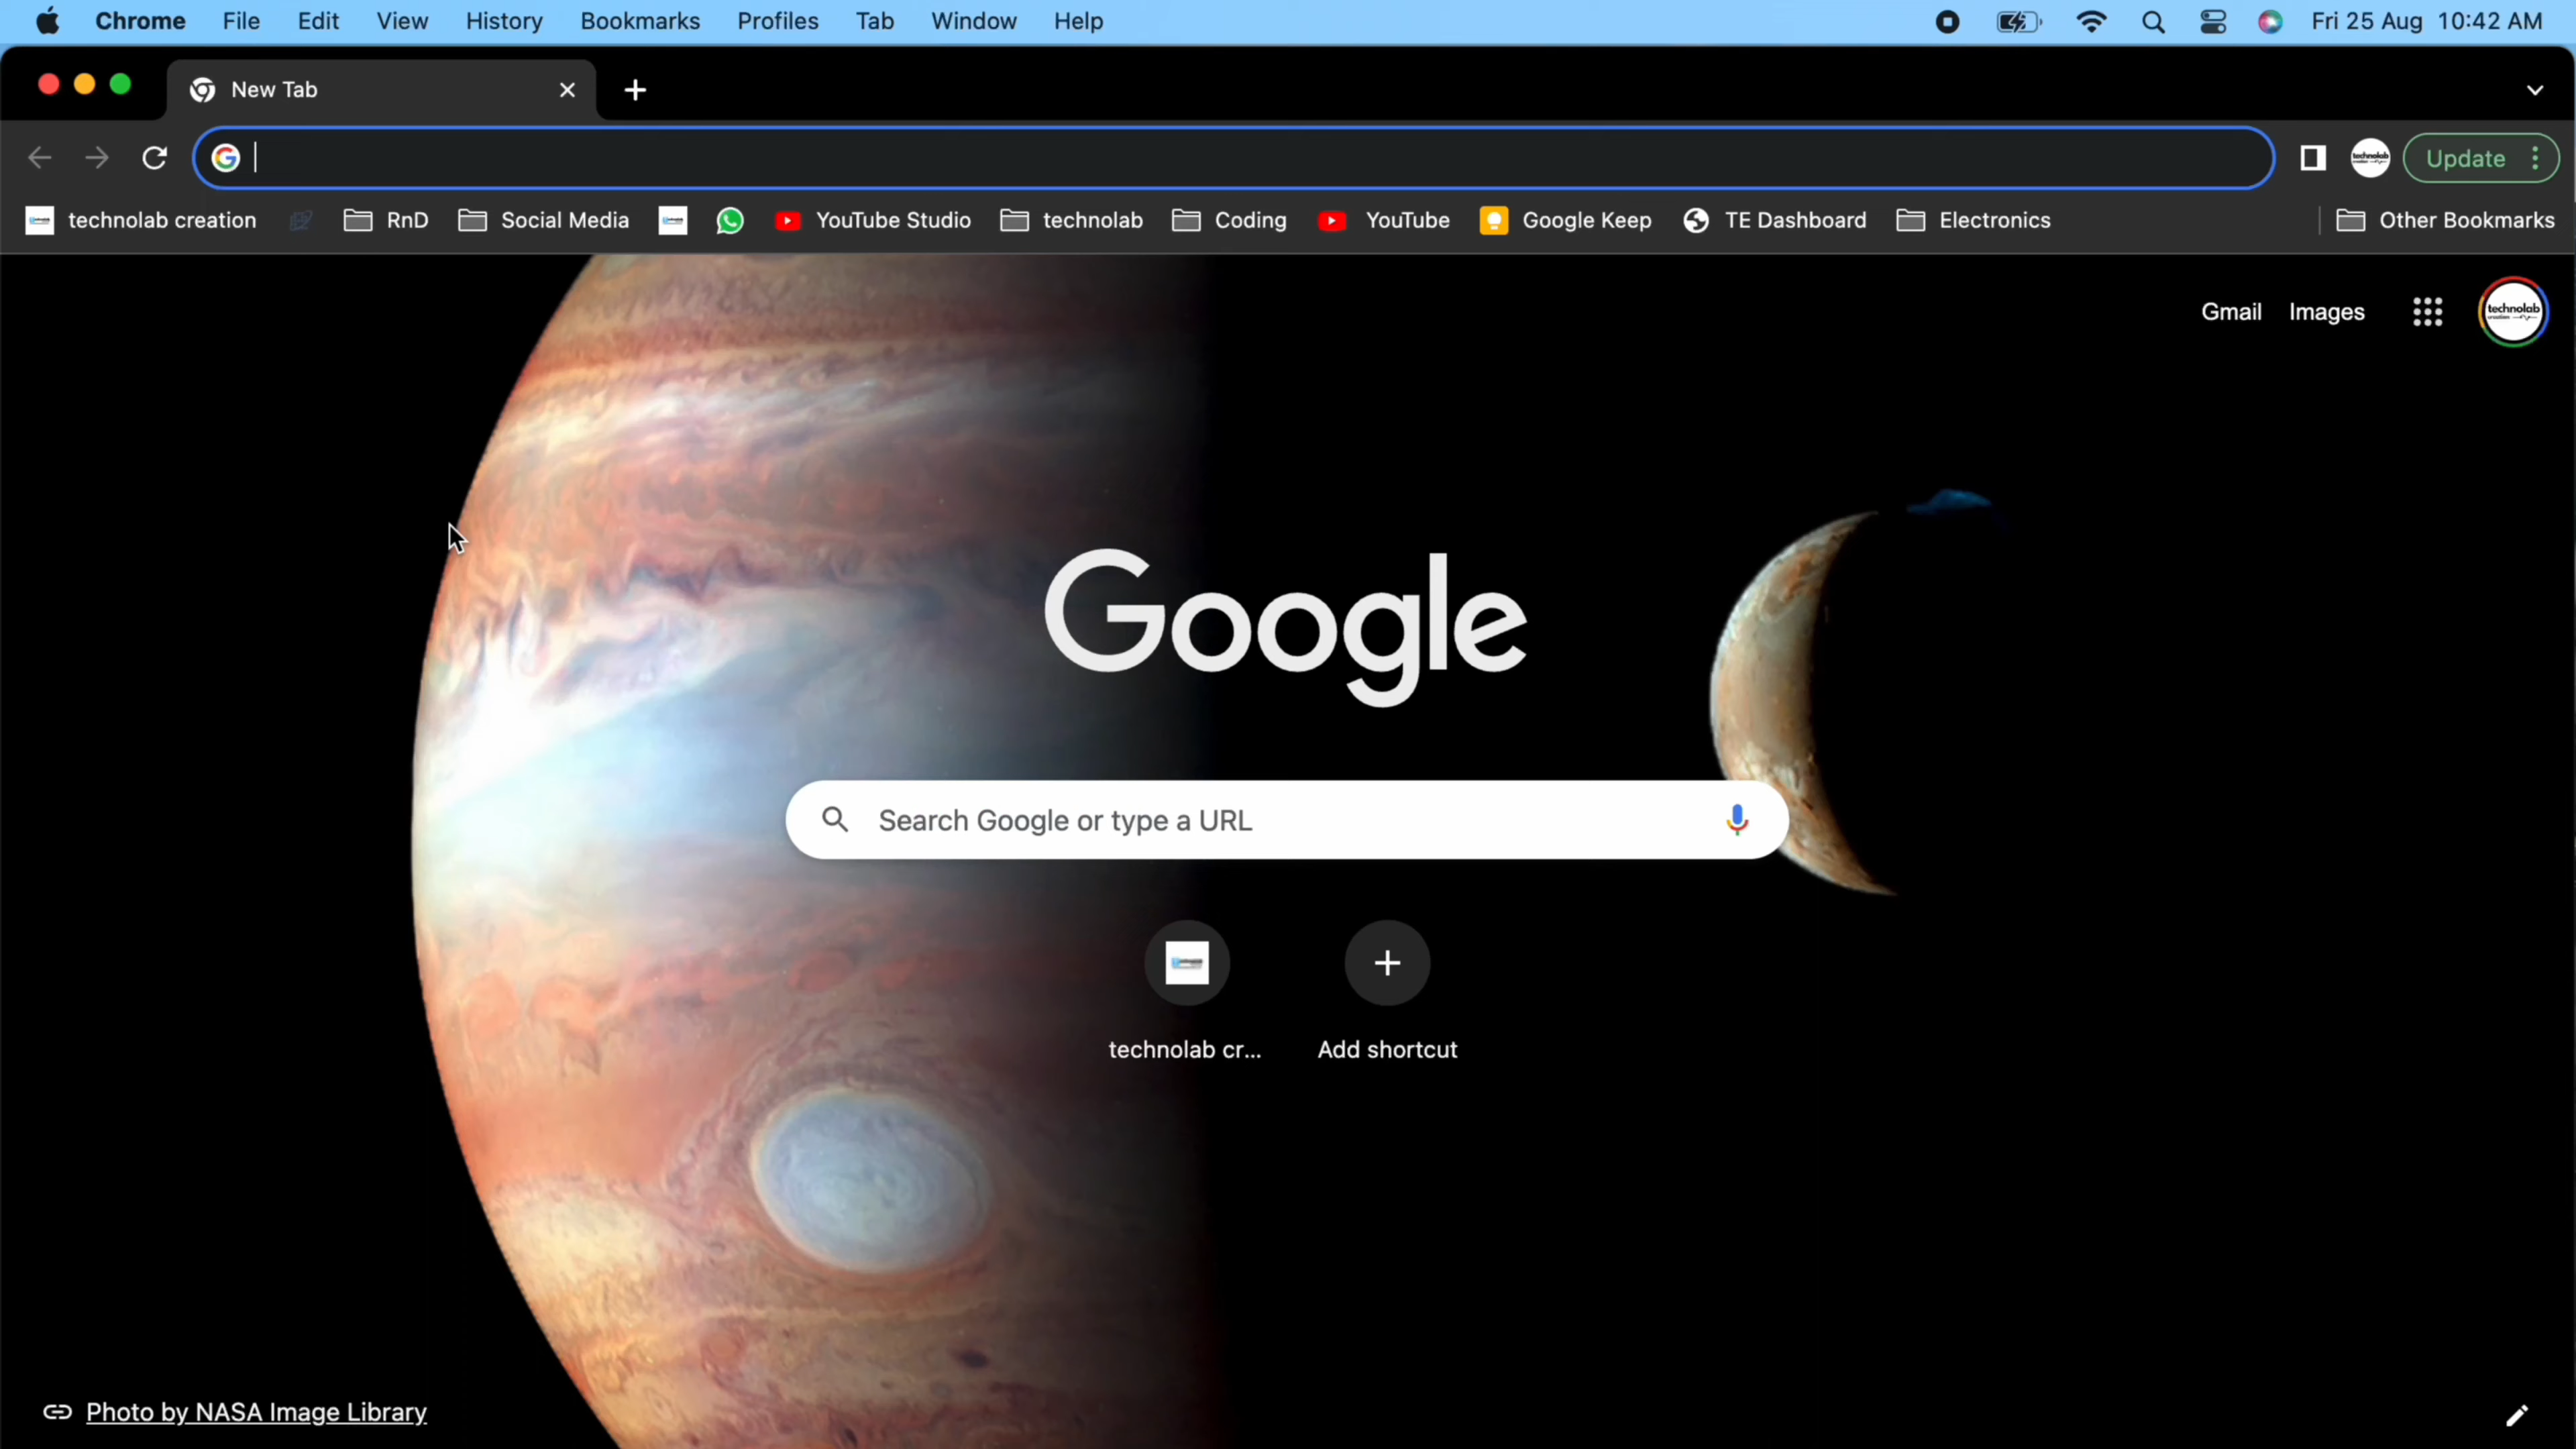 Chrome File Edit View History Bookmarks Profiles Tab Window Help Fri 25 Aug 10:42 AM
New Tab
Update
technolab creation RnD Social Media YouTube Studio technolab Coding YouTube Google Keep TE Dashboard Electronics Other Bookmarks
Gmail Images
technolab
Google
Search Google or type a URL
technolab cr... Add shortcut
Photo by NASA Image Library